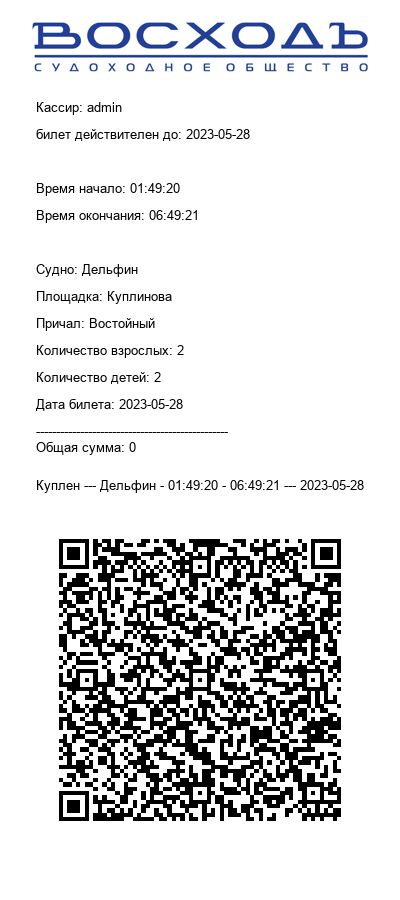 ВОСХОДЪ
СУДОХОДНОЕ ОБЩЕСТВО
Кассир: admin
билет действителен до: 2023-05-28
Время начало: 01:49:20
Время окончания: 06:49:21
Судно: Дельфин
Площадка: Куплинова
Причал: Востойный
Количество взрослых: 2
Количество детей: 2
Дата билета: 2023-05-28
------------------------------------------------
Общая сумма: 0
Куплен --- Дельфин - 01:49:20 - 06:49:21 --- 2023-05-28